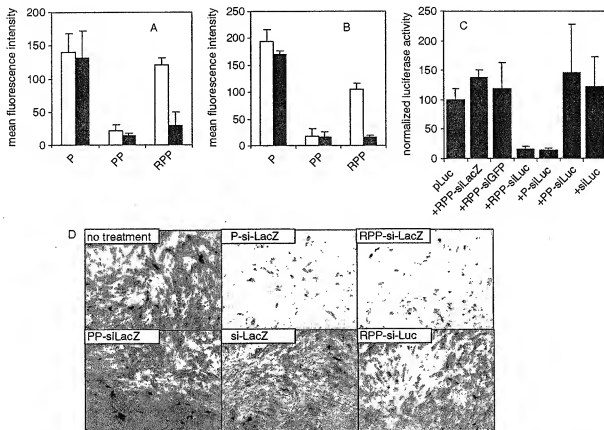 A
mean fluorescence intensity
200
150
100
50
0
P
PP
RPP
B
mean fluorescence intensity
200
150
100
50
0
P
PP
RPP
C
normalized luciferase activity
250
200
150
100
50
0
pLuc
+RPP-siLacZ
+RPP-siGFP
+RPP-siLuc
+P-siLuc
+PP-siLuc
+siLuc
D
no treatment
P-si-LacZ
RPP-si-LacZ
PP-siLacZ
si-LacZ
RPP-si-Luc